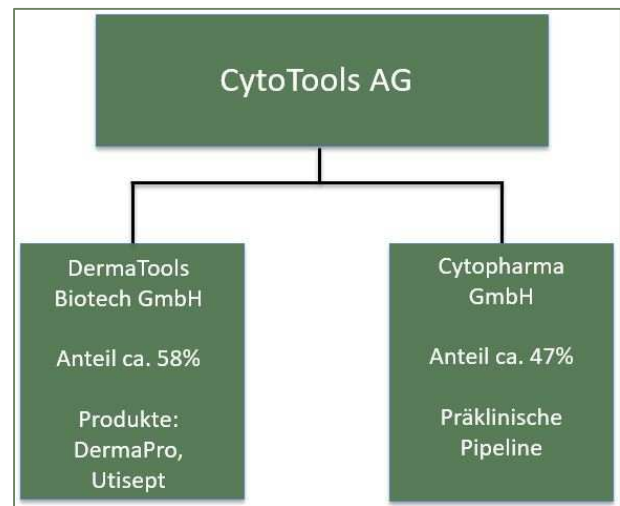 CytoTools AG
DermaTools
Biotech GmbH
Anteil ca. 58%
Produkte:
DermaPro,
Utisept
Cytopharma
GmbH
Anteil ca. 47%
Präklinische
Pipeline